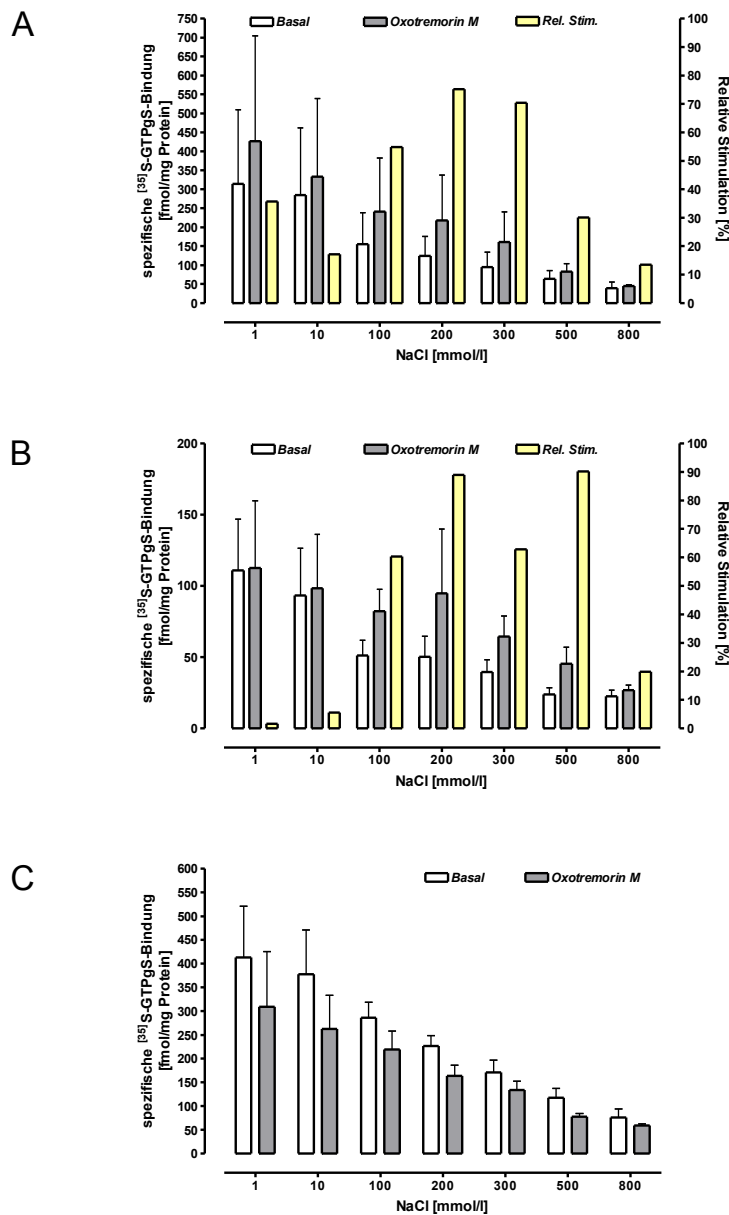 A
Basal
Oxotremorin M
Rel. Stim.
spezifische [35]S-GTPgS-Bindung
[fmol/mg Protein]
750
700
650
600
550
500
450
400
350
300
250
200
150
100
50
0
100
90
80
70
60
50
40
30
20
10
0
Relative Stimulation [%]
1 10 100 200 300 500 800
NaCl [mmol/l]
B
Basal
Oxotremorin M
Rel. Stim.
spezifische [35]S-GTPgS-Bindung
[fmol/mg Protein]
200
150
100
50
0
100
90
80
70
60
50
40
30
20
10
0
Relative Stimulation [%]
1 10 100 200 300 500 800
NaCl [mmol/l]
C
Basal
Oxotremorin M
spezifische [35]S-GTPgS-Bindung
[fmol/mg Protein]
600
550
500
450
400
350
300
250
200
150
100
50
0
1 10 100 200 300 500 800
NaCl [mmol/l]